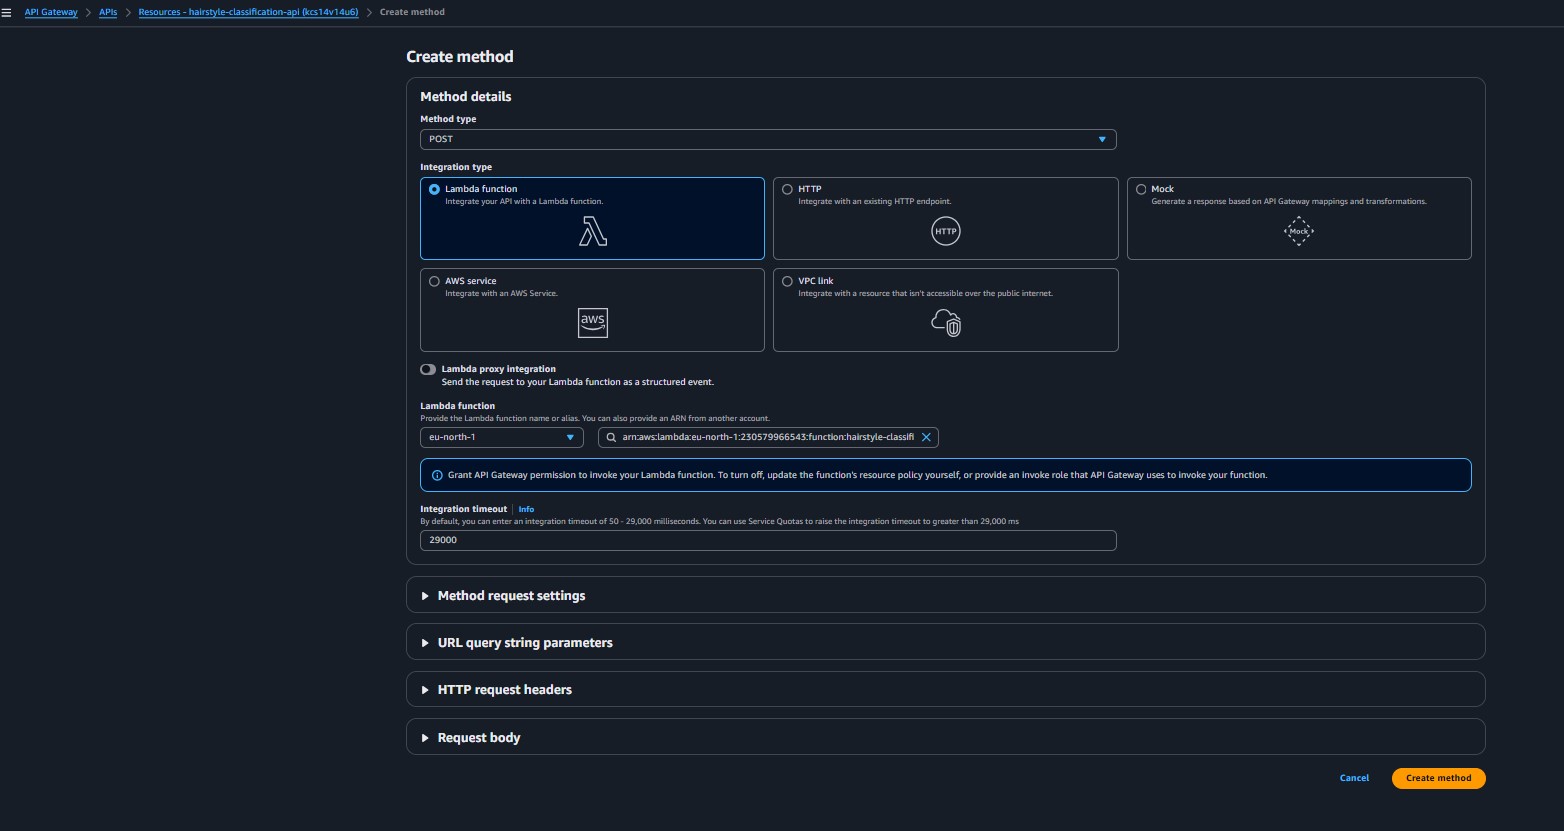 API Gateway > APIs > Resources - hairstyle-classification-api (kcs14v14u6) > Create method
Create method
Method details
Method type
POST
Integration type
Lambda function
Integrate your API with a Lambda function.
HTTP
Integrate with an existing HTTP endpoint.
HTTP
Mock
Generate a response based on API Gateway mappings and transformations.
Mock
AWS service
Integrate with an AWS Service.
aws
VPC link
Integrate with a resource that isn't accessible over the public internet.
Lambda proxy integration
Send the request to your Lambda function as a structured event.
Lambda function
Provide the Lambda function name or alias. You can also provide an ARN from another account.
eu-north-1
arn:aws:lambda:eu-north-1:230579966543:function:hairstyle-classifi
Grant API Gateway permission to invoke your Lambda function. To turn off, update the function's resource policy yourself, or provide an invoke role that API Gateway uses to invoke your function.
Integration timeout | Info
By default, you can enter an integration timeout of 50 - 29,000 milliseconds. You can use Service Quotas to raise the integration timeout to greater than 29,000 ms
29000
Method request settings
URL query string parameters
HTTP request headers
Request body
Cancel
Create method